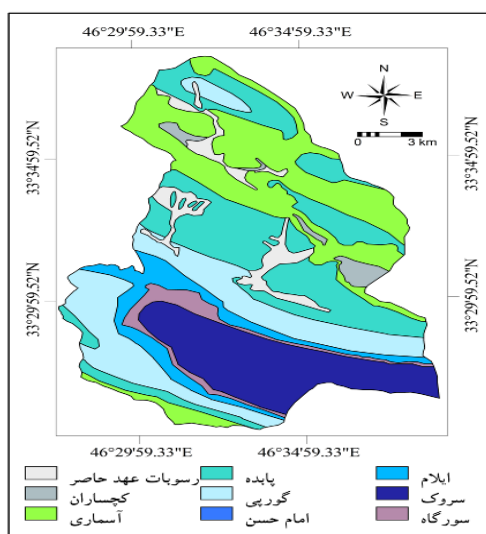 46°29'59.33"E 46°34'59.33"E
N
W E
S
0 3 km
33°34'59.52"N 33°34'59.52"N
33°29'59.52"N 33°29'59.52"N
46°29'59.33"E 46°34'59.33"E
رسوبات عهد حاصر پابده ایلام
کچساران گورپی سروک
آسماری امام حسن سورگاه